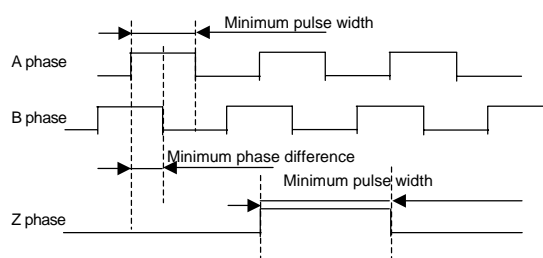 Minimum pulse width
A phase
B phase
Minimum phase difference
Minimum pulse width
Z phase